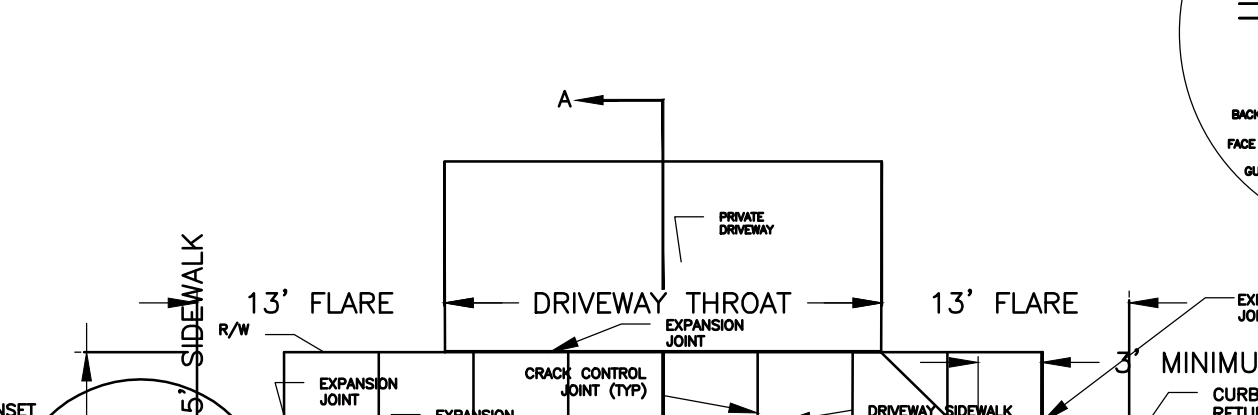 A
BACK
FACE
PRIVATE
DRIVEWAY
5' SIDEWALK
13' FLARE
DRIVEWAY THROAT
13' FLARE
R/W
EXPANSION
JOINT
3' MINIMU
CRACK CONTROL
JOINT (TYP)
EXPANSION
JOINT
CURB
EXPANSION
DRIVEWAY SIDEWALK